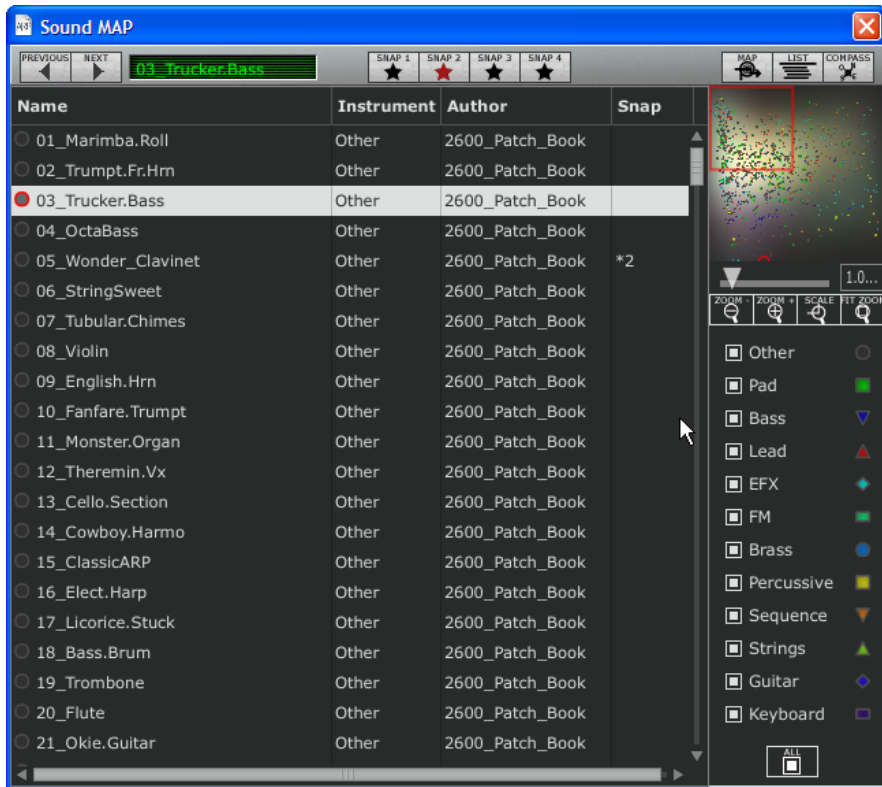 Sound MAP
PREVIOUS NEXT 03_Trucker.Bass SNAP 1 SNAP 2 SNAP 3 SNAP 4 MAP LIST COMPASS
Name Instrument Author Snap
01_Marimba.Roll Other 2600_Patch_Book
02_Trumpt.Fr.Hrn Other 2600_Patch_Book
03_Trucker.Bass Other 2600_Patch_Book
04_OctaBass Other 2600_Patch_Book
05_Wonder_Clavinet Other 2600_Patch_Book *2
06_StringSweet Other 2600_Patch_Book
07_Tubular.Chimes Other 2600_Patch_Book
08_Violin Other 2600_Patch_Book
09_English.Hrn Other 2600_Patch_Book
10_Fanfare.Trumpt Other 2600_Patch_Book
11_Monster.Organ Other 2600_Patch_Book
12_Theremin.Vx Other 2600_Patch_Book
13_Cello.Section Other 2600_Patch_Book
14_Cowboy.Harmo Other 2600_Patch_Book
15_ClassicARP Other 2600_Patch_Book
16_Elect.Harp Other 2600_Patch_Book
17_Licorice.Stuck Other 2600_Patch_Book
18_Bass.Brum Other 2600_Patch_Book
19_Trombone Other 2600_Patch_Book
20_Flute Other 2600_Patch_Book
21_Okie.Guitar Other 2600_Patch_Book
1.0...
ZOOM - ZOOM + SCALE FIT ZOOM
Other
Pad
Bass
Lead
EFX
FM
Brass
Percussive
Sequence
Strings
Guitar
Keyboard
ALL